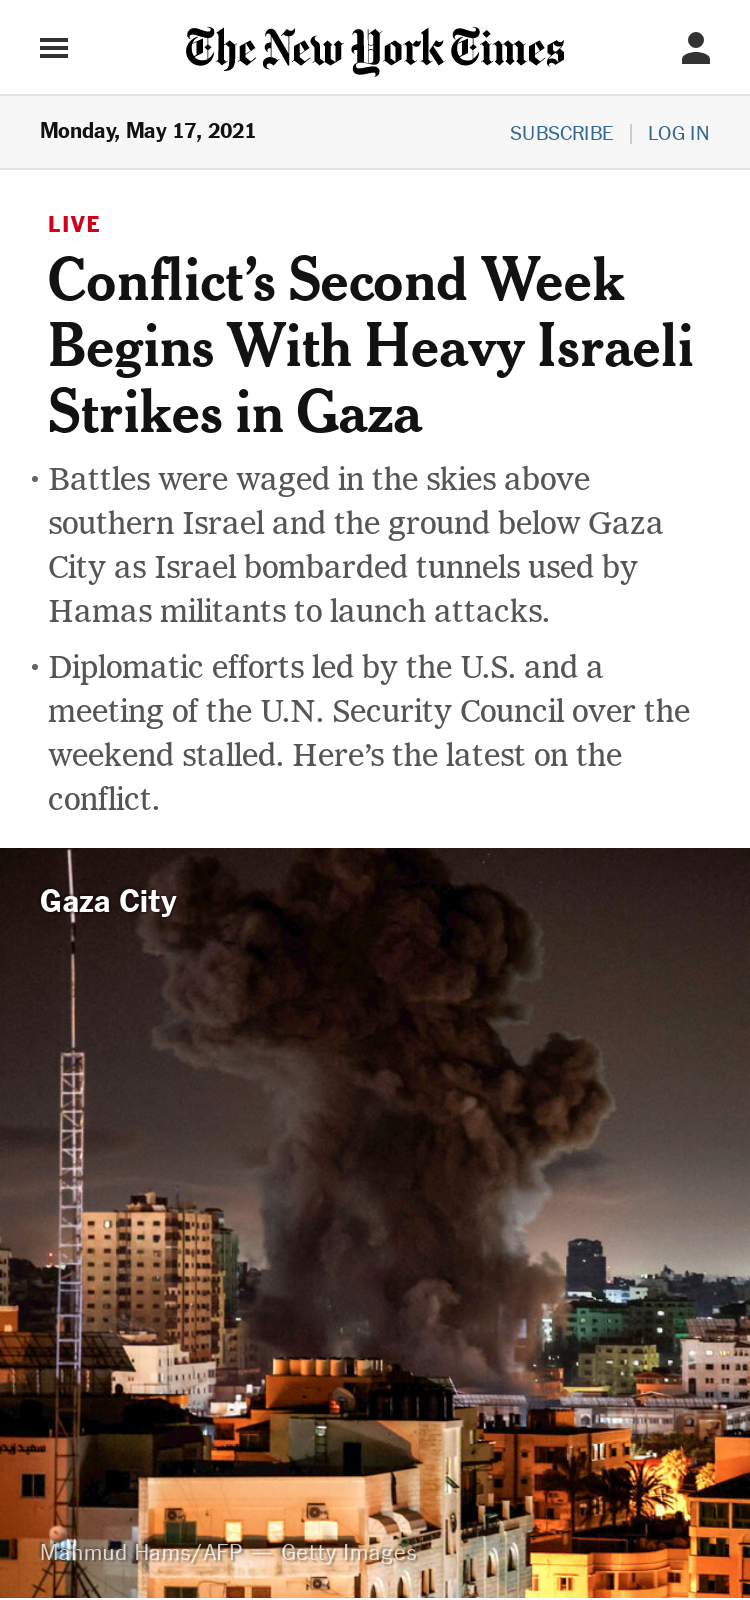 The New York Times
Monday, May 17, 2021
SUBSCRIBE | LOG IN
LIVE
Conflict’s Second Week
Begins With Heavy Israeli
Strikes in Gaza
• Battles were waged in the skies above
southern Israel and the ground below Gaza
City as Israel bombarded tunnels used by
Hamas militants to launch attacks.
• Diplomatic efforts led by the U.S. and a
meeting of the U.N. Security Council over the
weekend stalled. Here’s the latest on the
conflict.
Gaza City
Mahmud Hams/AFP — Getty Images